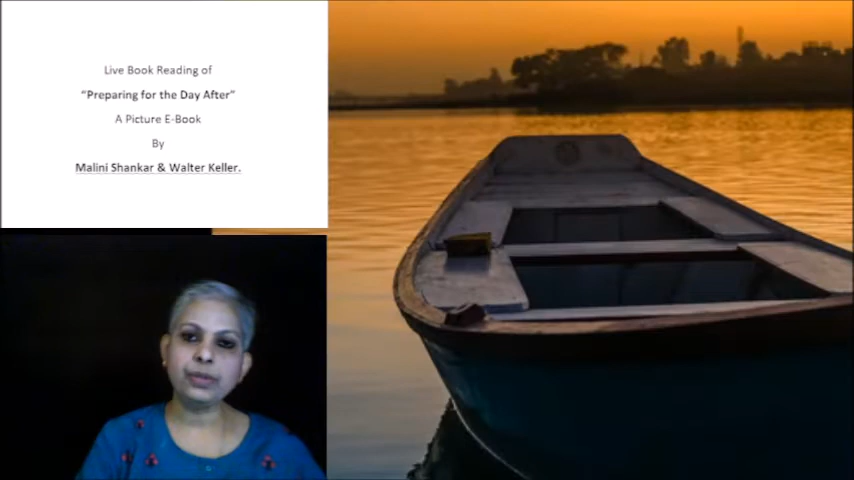 Live Book Reading of
“Preparing for the Day After”
A Picture E-Book
By
Malini Shankar & Walter Keller.